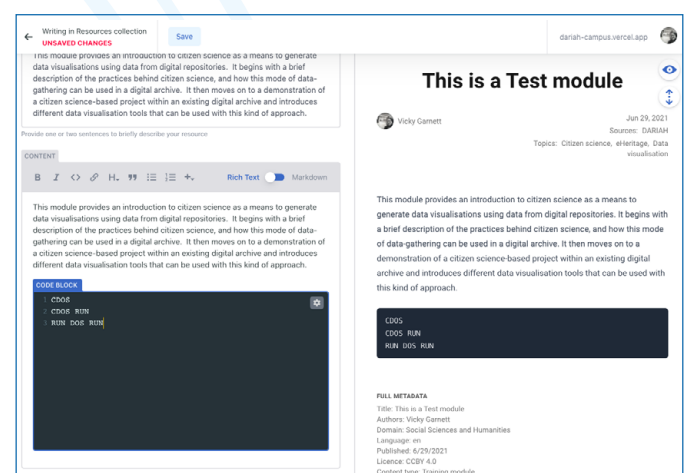 Writing in Resources collection
UNSAVED CHANGES
Save
dariah-campus.vercel.app
This module provides an introduction to citizen science as a means to generate
data visualisations using data from digital repositories. It begins with a brief
description of the practices behind citizen science, and how this mode of data-
gathering can be used in a digital archive. It then moves on to a demonstration of
a citizen science-based project within an existing digital archive and introduces
different data visualisation tools that can be used with this kind of approach.
Provide one or two sentences to briefly describe your resource
CONTENT
B I <> H 99 Rich Text Markdown
This module provides an introduction to citizen science as a means to generate
data visualisations using data from digital repositories. It begins with a brief
description of the practices behind citizen science, and how this mode of data-
gathering can be used in a digital archive. It then moves on to a demonstration of
a citizen science-based project within an existing digital archive and introduces
different data visualisation tools that can be used with this kind of approach.
CODE BLOCK
1 CDOS
2 CDOS RUN
3 RUN DOS RUN
This is a Test module
Vicky Garnett
Jun 29, 2021
Sources: DARIAH
Topics: Citizen science, eHeritage, Data
visualisation
This module provides an introduction to citizen science as a means to
generate data visualisations using data from digital repositories. It begins with
a brief description of the practices behind citizen science, and how this mode
of data-gathering can be used in a digital archive. It then moves on to a
demonstration of a citizen science-based project within an existing digital
archive and introduces different data visualisation tools that can be used with
this kind of approach.
CDOS
CDOS RUN
RUN DOS RUN
FULL METADATA
Title: This is a Test module
Authors: Vicky Garnett
Domain: Social Sciences and Humanities
Language: en
Published: 6/29/2021
Licence: CCBY 4.0
Content type: Training module